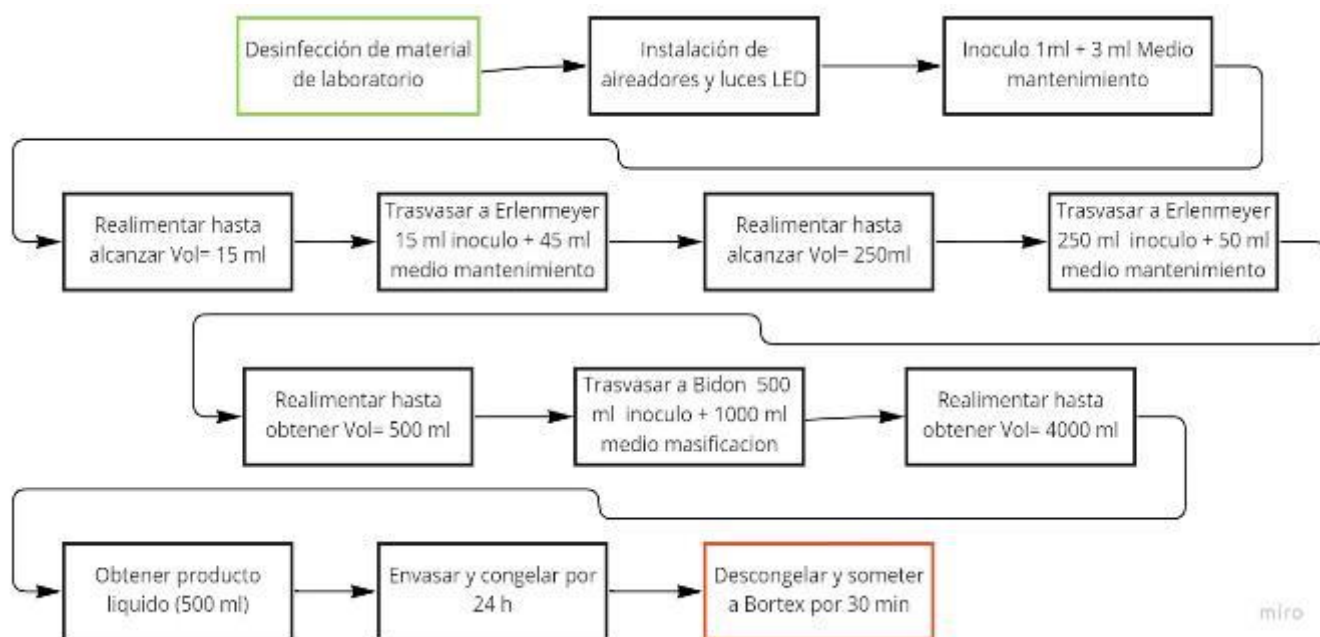 Desinfección de material
de laboratorio
Instalación de
aireadores y luces LED
Inoculo 1ml + 3 ml Medio
mantenimiento
Realimentar hasta
alcanzar Vol= 15 ml
Trasvasar a Erlenmeyer
15 ml inoculo + 45 ml
medio mantenimiento
Realimentar hasta
alcanzar Vol= 250ml
Trasvasar a Erlenmeyer
250 ml inoculo + 50 ml
medio mantenimiento
Realimentar hasta
obtener Vol= 500 ml
Trasvasar a Bidon 500
ml inoculo + 1000 ml
medio masificacion
Realimentar hasta
obtener Vol= 4000 ml
Obtener producto
liquido (500 ml)
Envasar y congelar por
24 h
Descongelar y someter
a Bortex por 30 min
miro